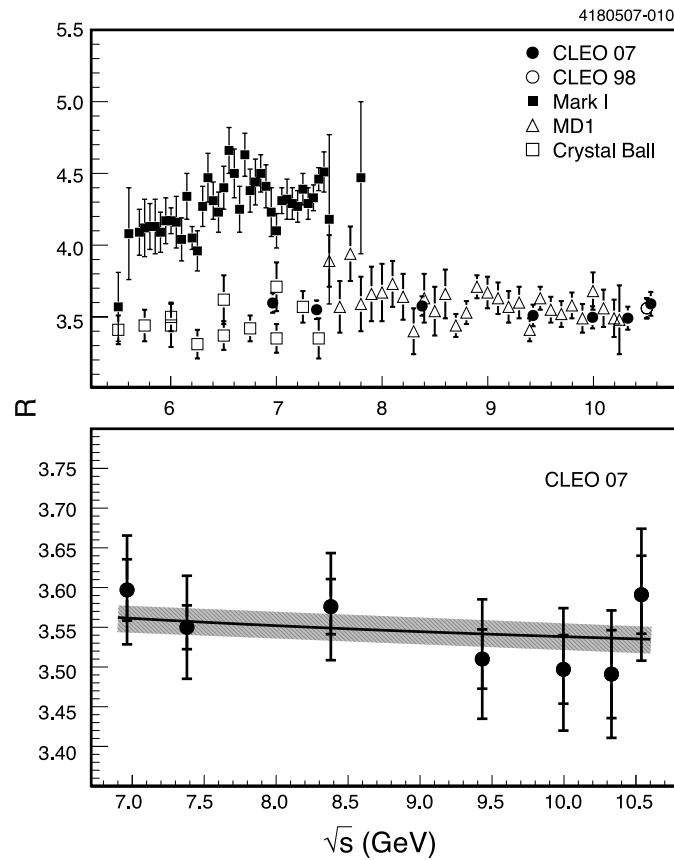 4180507-010
5.5
CLEO 07
CLEO 98
5.0
Mark I
MD1
Crystal Ball
4.5
4.0
3.5
6 7 8 9 10
R
3.75
CLEO 07
3.70
3.65
3.60
3.55
3.50
3.45
3.40
7.0 7.5 8.0 8.5 9.0 9.5 10.0 10.5
√s (GeV)